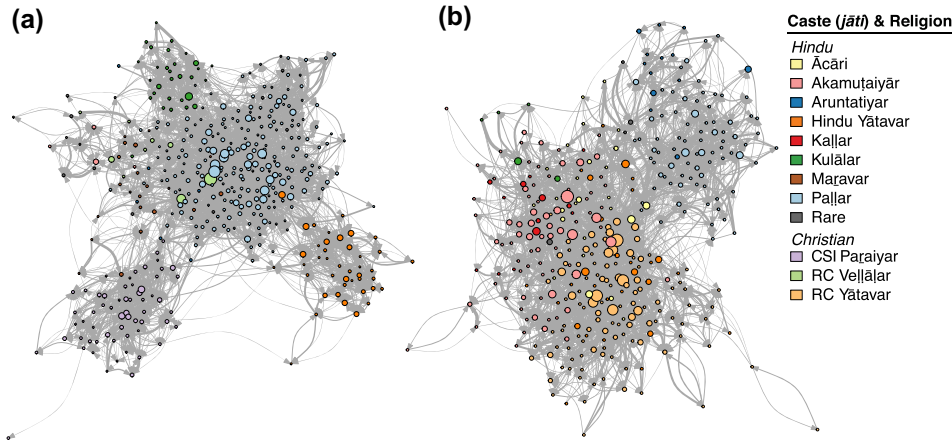 (a)
(b)
Caste (jāti) & Religion
Hindu
Ācāri
Akamuṭaiyār
Aruntatiyar
Hindu Yātavar
Kaḷḷar
Kulālar
Maṟavar
Paḷḷar
Rare
Christian
CSI Paṟaiyar
RC Veḷḷāḷar
RC Yātavar